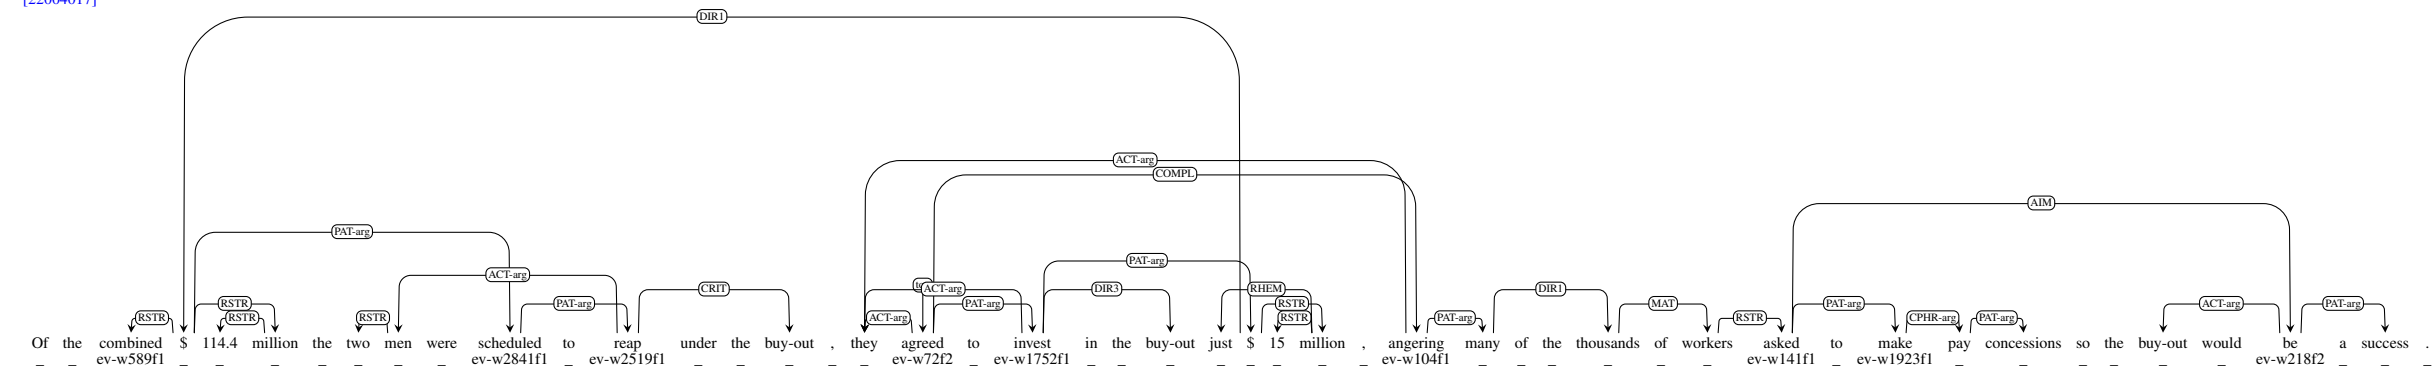 [22004017]
DIR1
ACT-arg
COMPL
AIM
PAT-arg
PAT-arg
ACT-arg
CRIT ACT-arg DIR3 RHEM DIR1
RSTR PAT-arg PAT-arg RSTR MAT PAT-arg ACT-arg PAT-arg
RSTR RSTR RSTR ACT-arg RSTR PAT-arg RSTR CPHR-arg PAT-arg
Of the combined $ 114.4 million the two men were scheduled to reap under the buy-out , they agreed to invest in the buy-out just $ 15 million , angering many of the thousands of workers asked to make pay concessions so the buy-out would be a success .
_ _ ev-w589f1 _ _ _ _ _ _ _ ev-w2841f1 _ ev-w2519f1 _ _ _ _ _ ev-w72f2 _ ev-w1752f1 _ _ _ _ _ _ _ _ ev-w104f1 _ _ _ _ _ _ ev-w141f1 _ ev-w1923f1 _ _ _ _ _ _ ev-w218f2 _ _ _